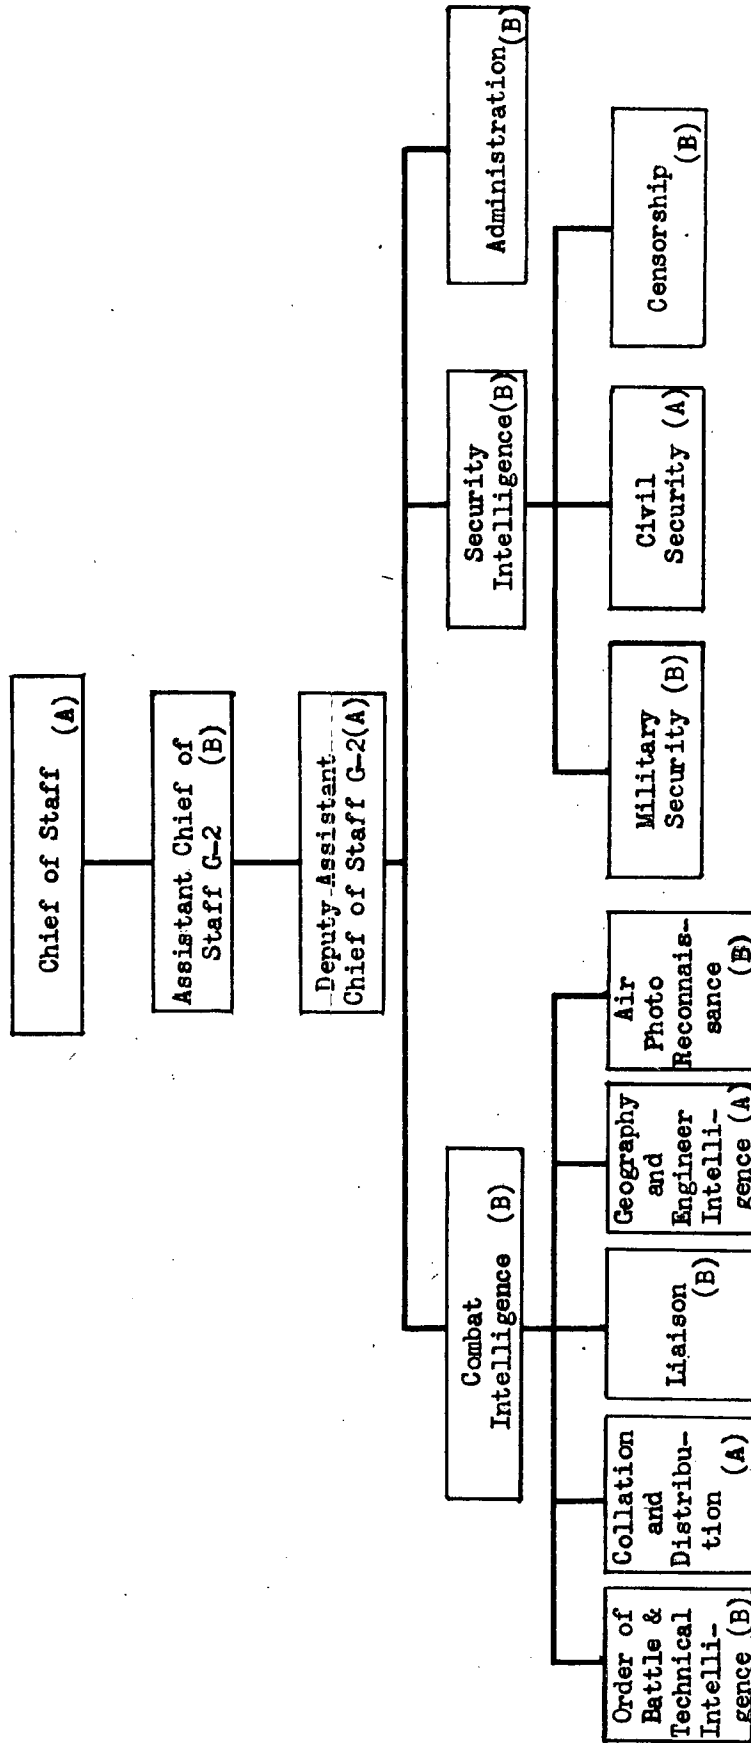 Chief of Staff
(A)
Assistant Chief of
Staff G-2 (B)
Deputy Assistant
Chief of Staff G-2(A)
Combat
Intelligence (B)
Security
Intelligence(B)
Administration
(B)
Order of
Battle &
Technical
Intelli-
gence (B)
Collation
and
Distribu-
tion (A)
Liaison
(B)
Geography
and
Engineer
Intelli-
gence (A)
Air
Photo
Reconnais-
sance
(B)
Military
Security (B)
Civil
Security (A)
Censorship
(B)